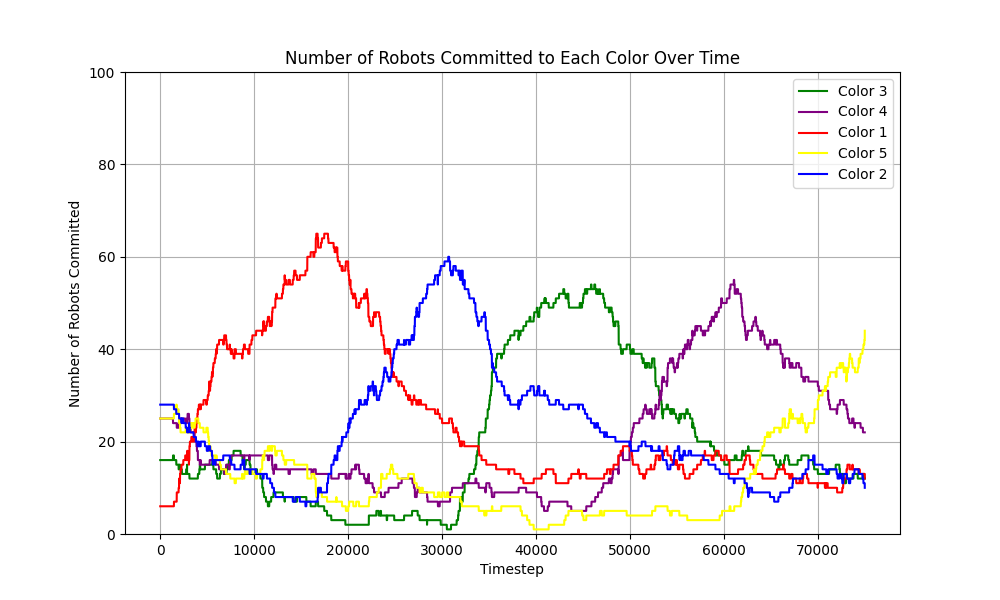 Number of Robots Committed to Each Color Over Time
Number of Robots Committed
100
80
60
40
20
0
Color 3
Color 4
Color 1
Color 5
Color 2
0 10000 20000 30000 40000 50000 60000 70000
Timestep